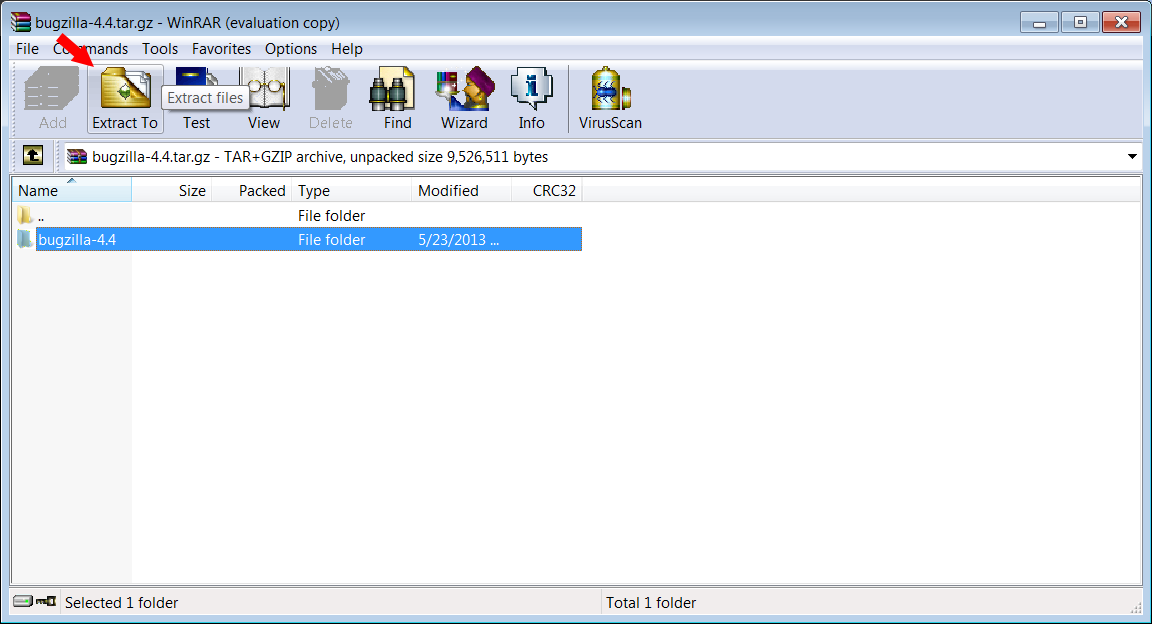 bugzilla-4.4.tar.gz - WinRAR (evaluation copy)
File Commands Tools Favorites Options Help
Add Extract To Test View Delete Find Wizard Info VirusScan
Extract files
bugzilla-4.4.tar.gz - TAR+GZIP archive, unpacked size 9,526,511 bytes
Name Size Packed Type Modified CRC32
.. File folder
bugzilla-4.4 File folder 5/23/2013 ...
Selected 1 folder Total 1 folder